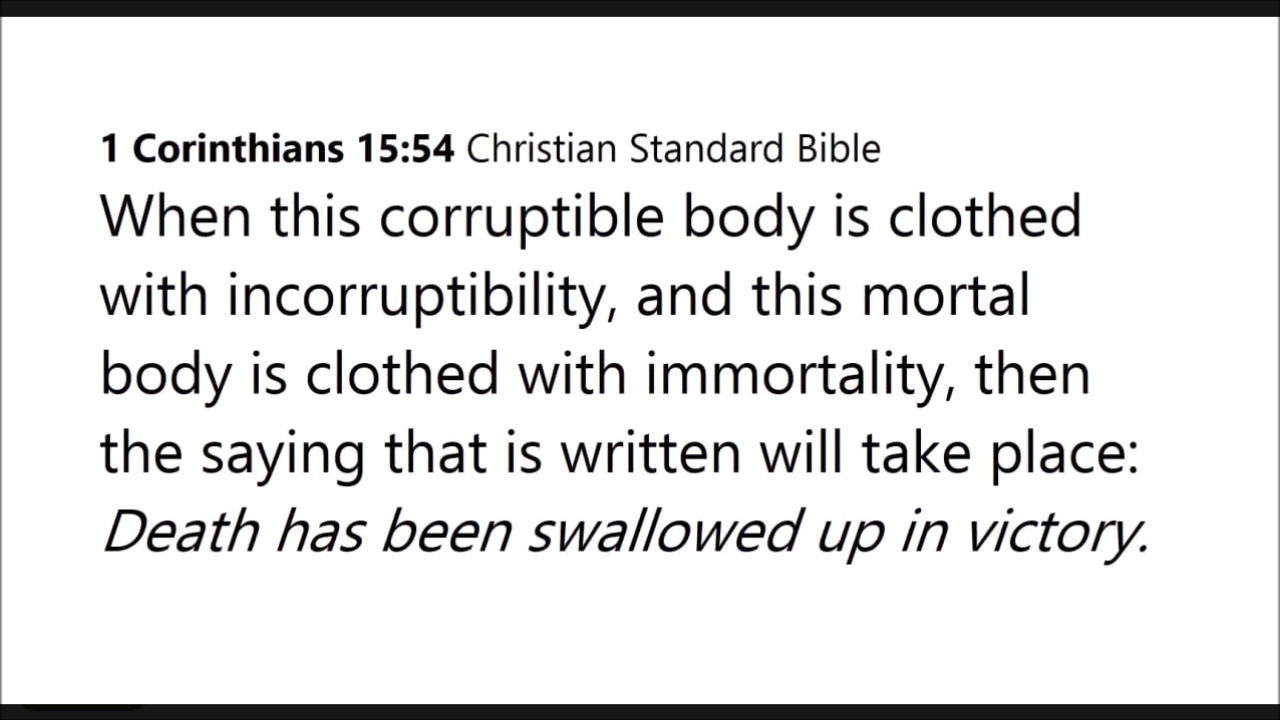 1 Corinthians 15:54 Christian Standard Bible
When this corruptible body is clothed
with incorruptibility, and this mortal
body is clothed with immortality, then
the saying that is written will take place:
Death has been swallowed up in victory.